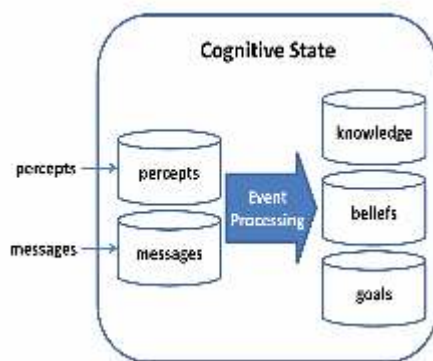 Cognitive State
knowledge
percepts
percepts
Event
Processing
beliefs
messages
messages
goals